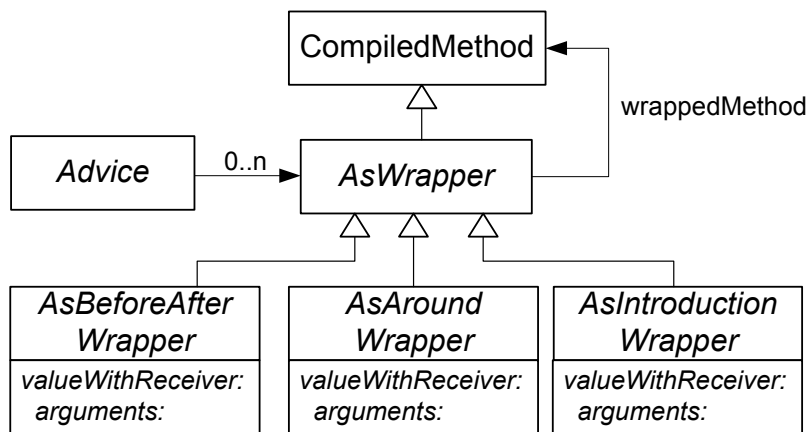 CompiledMethod
wrappedMethod
Advice
0..n
AsWrapper
AsBeforeAfter
Wrapper
valueWithReceiver:
arguments:
AsAround
Wrapper
valueWithReceiver:
arguments:
AsIntroduction
Wrapper
valueWithReceiver:
arguments: